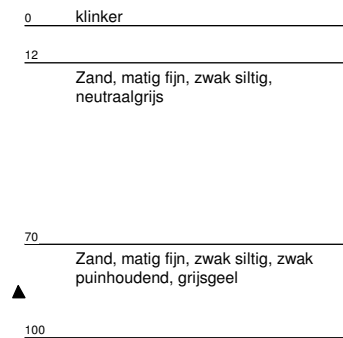 0 klinker
12
Zand, matig fijn, zwak siltig,
neutraalgrijs
70
Zand, matig fijn, zwak siltig, zwak
puinhoudend, grijsgeel
100